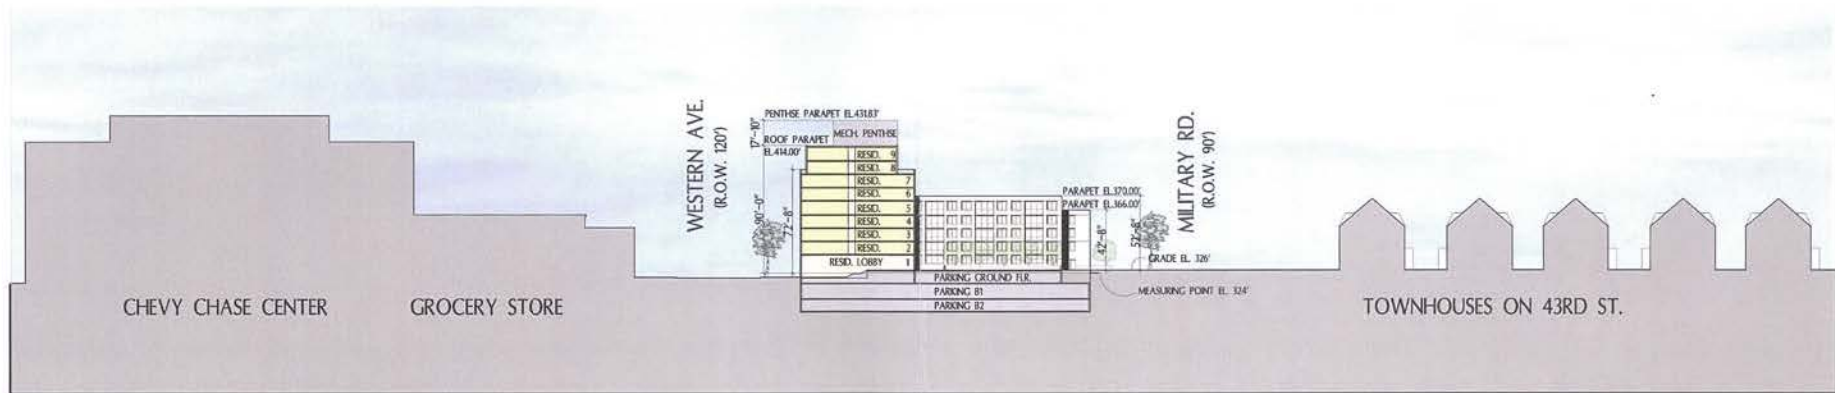 WESTERN AVE.
(R.O.W. 120')
PENTHSE PARAPET EL.431.83'
17'-10"
ROOF PARAPET
MECH. PENTHSE
EL.414.00'
RESID. 9
RESID. 8
RESID. 7
RESID. 6
RESID. 5
RESID. 4
RESID. 3
RESID. 2
RESID. LOBBY 1
90'-0"
72'-8"
PARKING GROUND FLR.
PARKING B1
PARKING B2
PARAPET EL.370.00'
PARAPET EL.366.00'
42'-8"
52'-8"
MILITARY RD.
(R.O.W. 90')
GRADE EL. 326'
MEASURING POINT EL. 324'
CHEVY CHASE CENTER
GROCERY STORE
TOWNHOUSES ON 43RD ST.